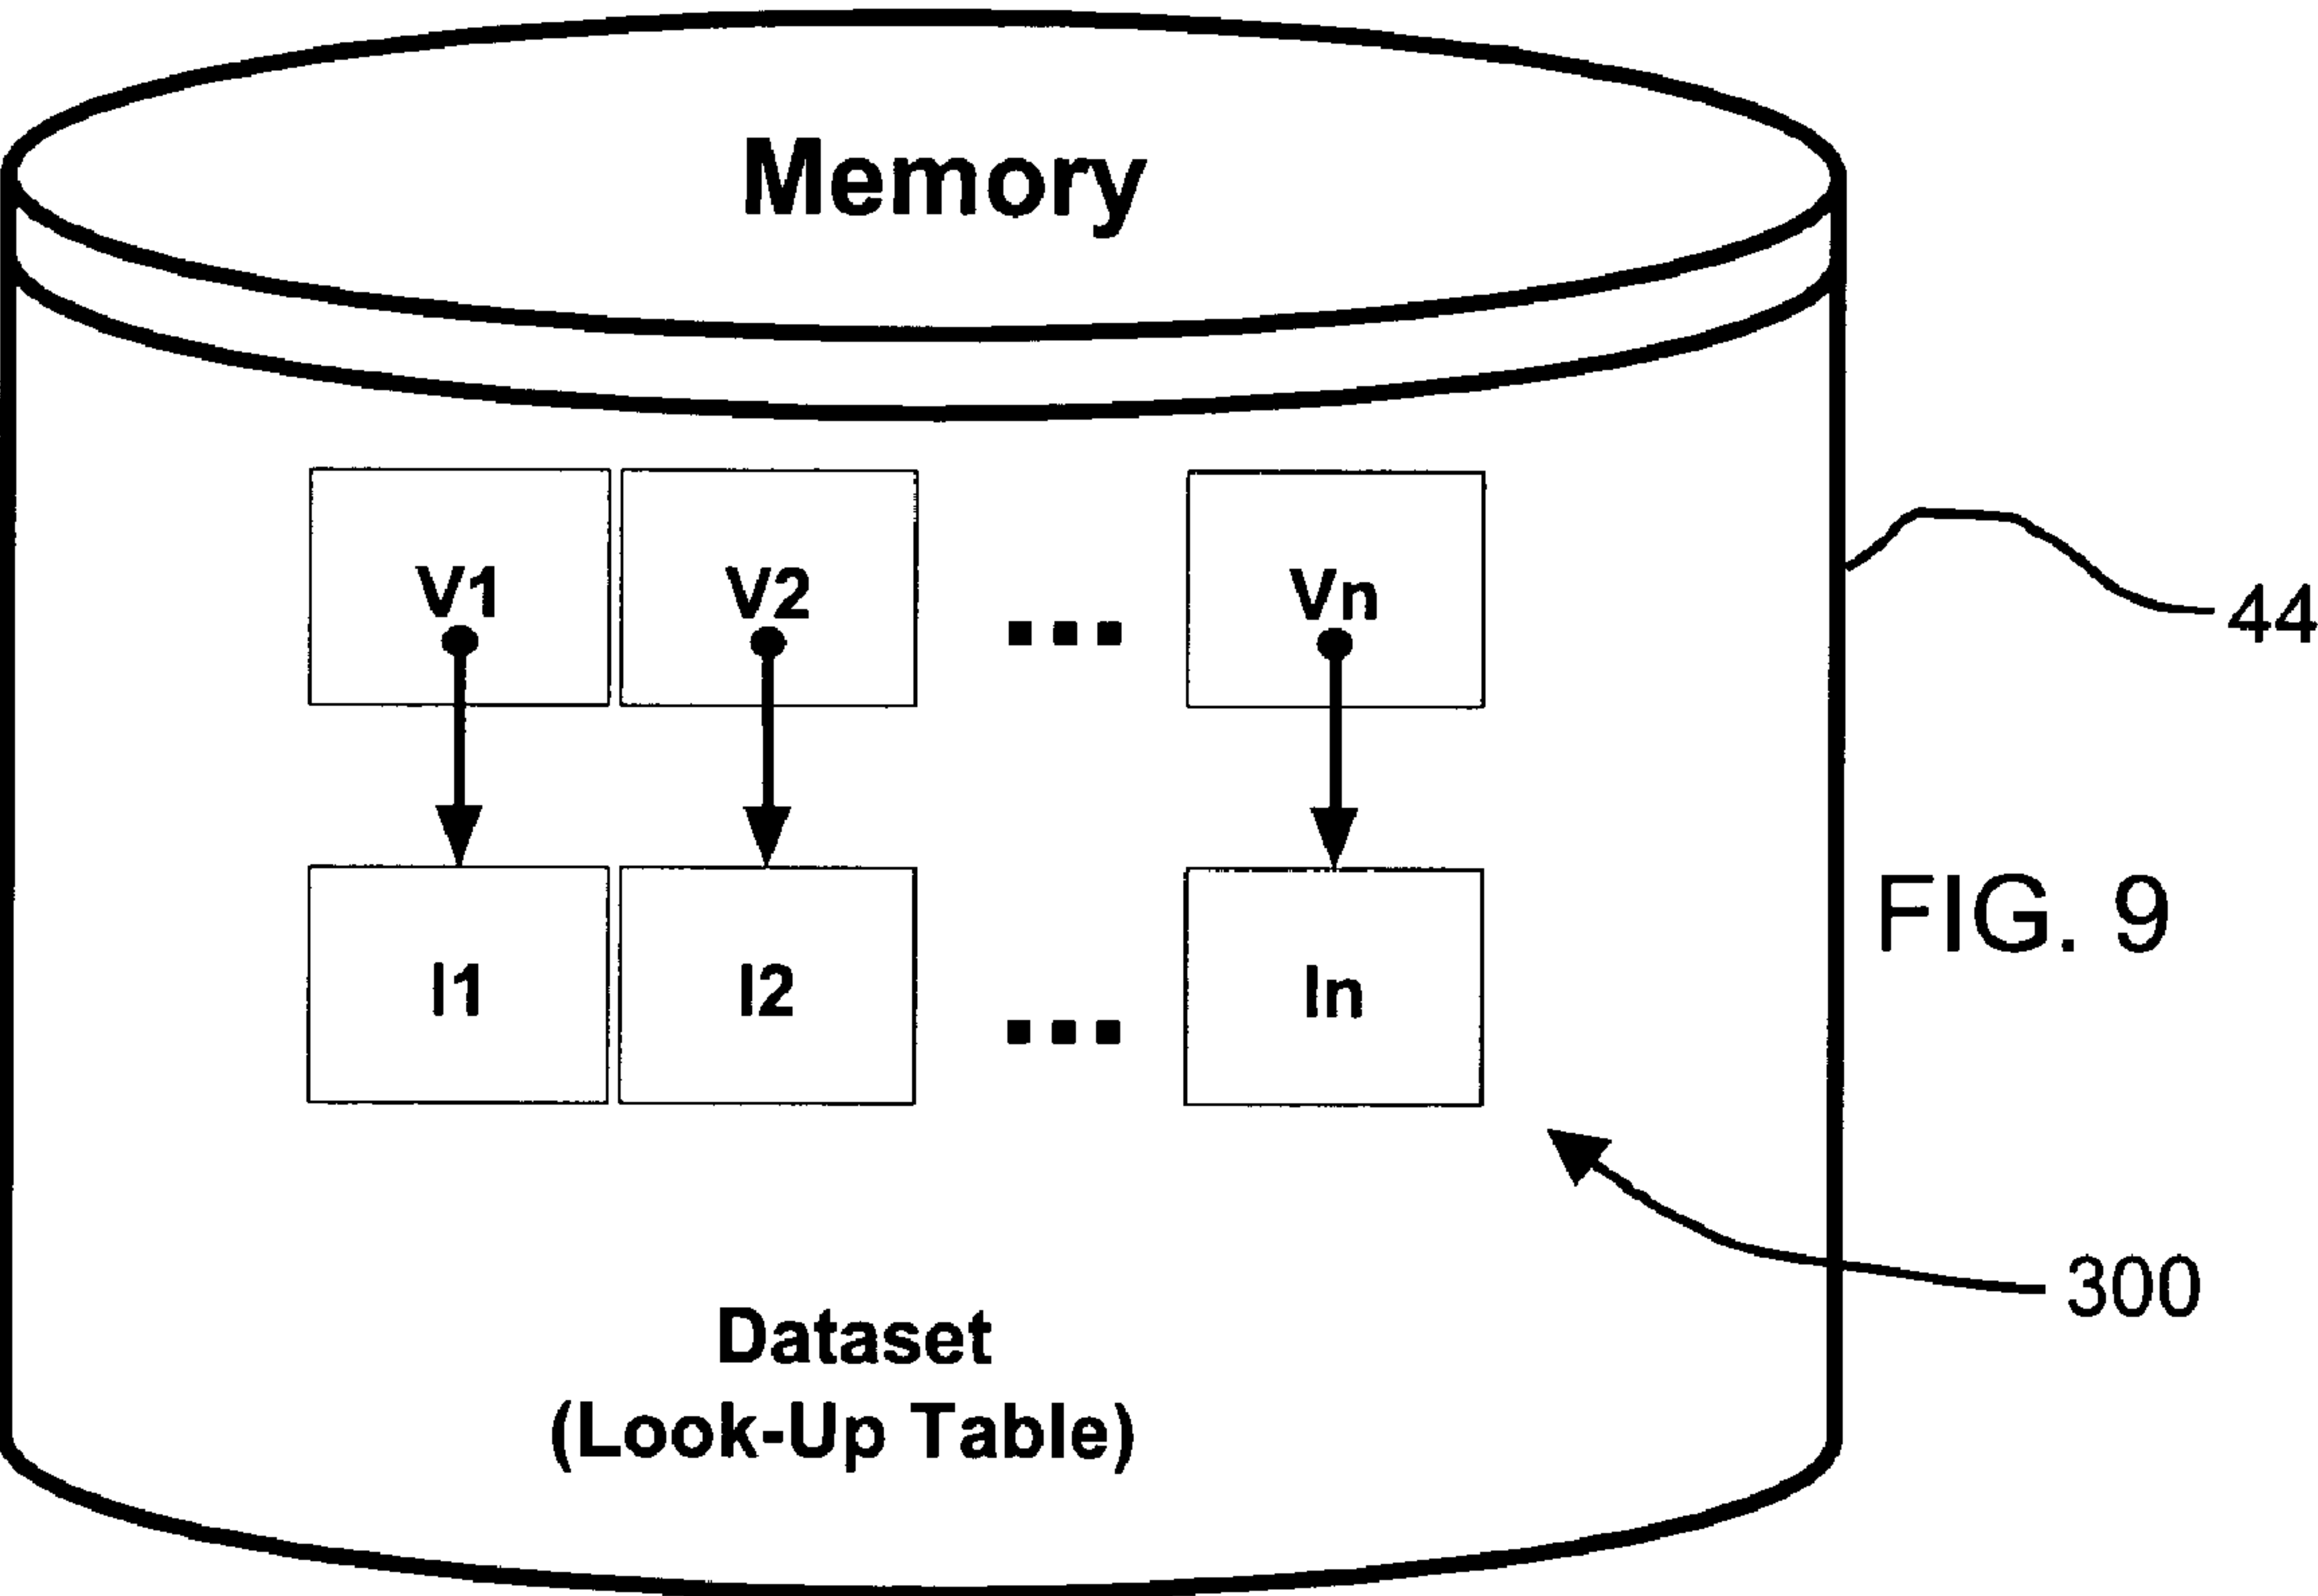 Memory
V1 V2 ... Vn
44
I1 I2 ... In
FIG. 9
300
Dataset
(Look-Up Table)